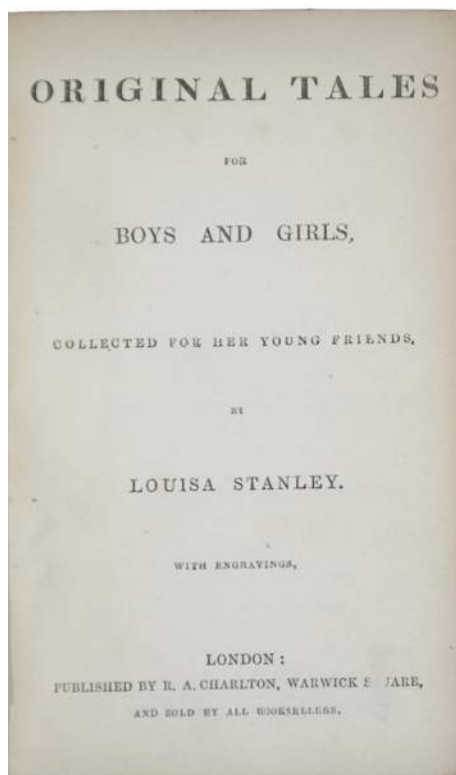 ORIGINAL TALES
FOR
BOYS AND GIRLS,
COLLECTED FOR HER YOUNG FRIENDS,
BY
LOUISA STANLEY.
WITH ENGRAVINGS,
LONDON:
PUBLISHED BY R. A. CHARLTON, WARWICK
AND SOLD BY ALL BOOKSELLERS.